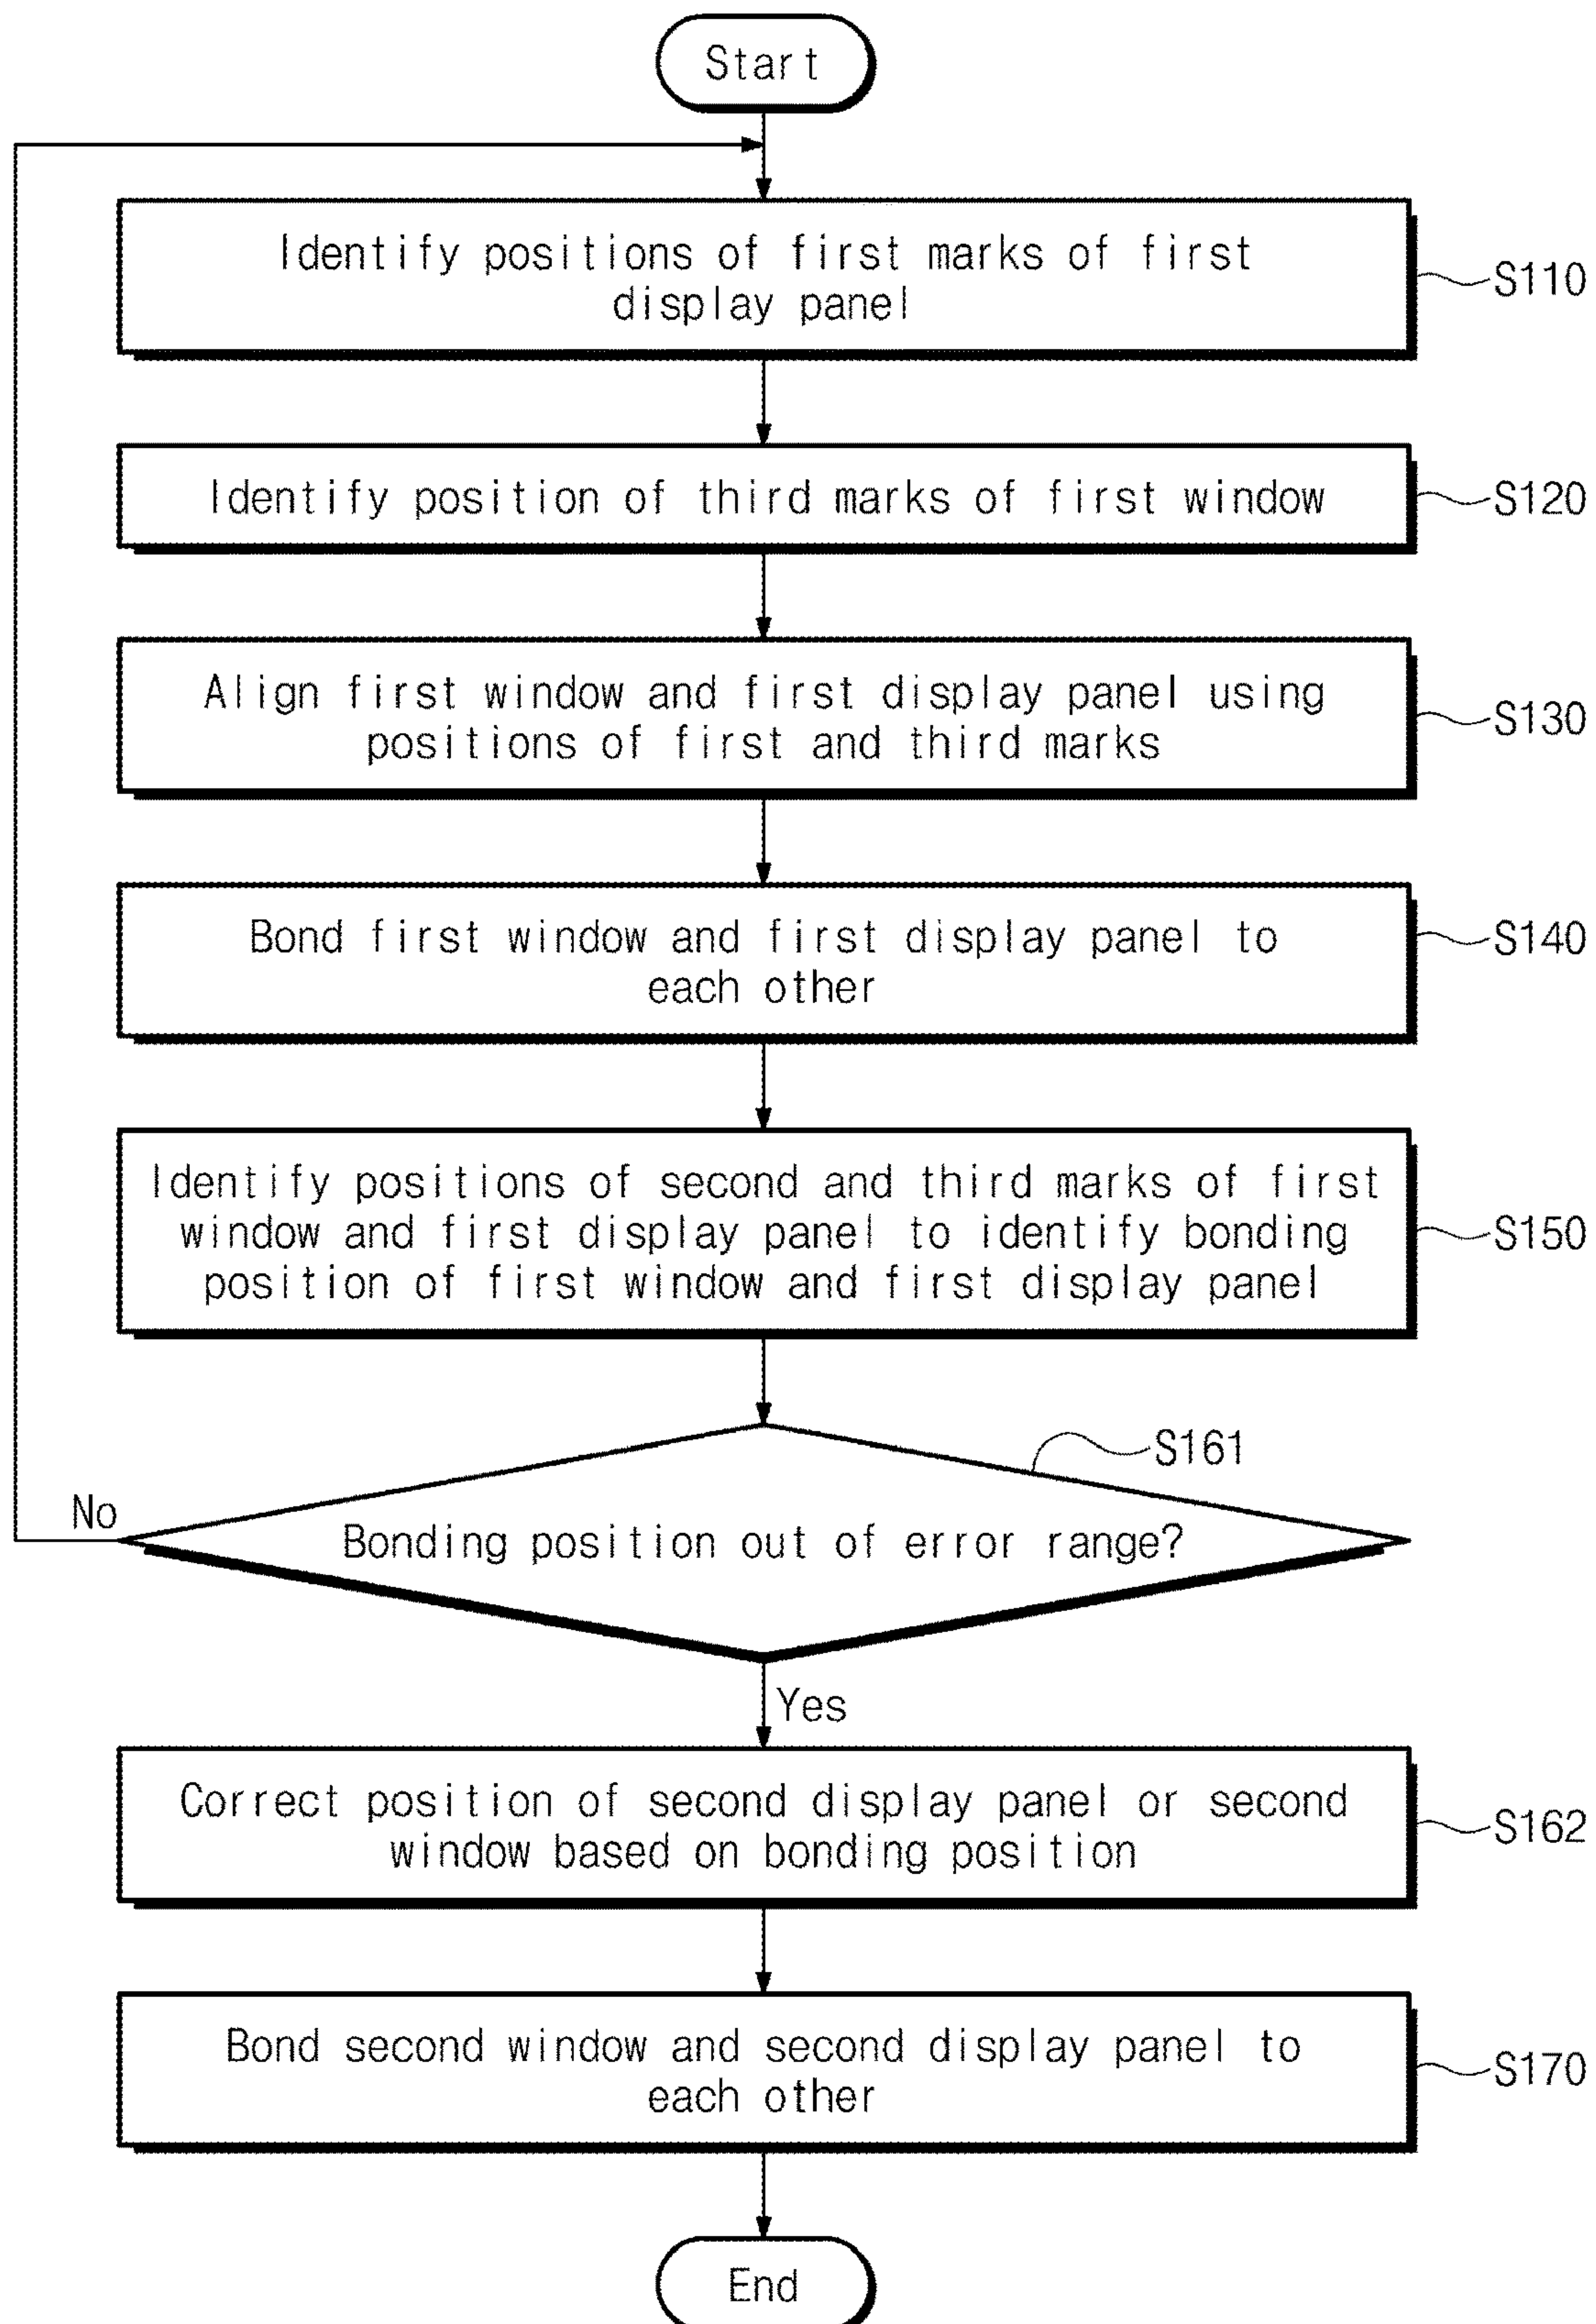 Start
Identify positions of first marks of first
display panel
S110
Identify position of third marks of first window
S120
Align first window and first display panel using
positions of first and third marks
S130
Bond first window and first display panel to
each other
S140
Identify positions of second and third marks of first
window and first display panel to identify bonding
position of first window and first display panel
S150
S161
No
Bonding position out of error range?
Yes
Correct position of second display panel or second
window based on bonding position
S162
Bond second window and second display panel to
each other
S170
End